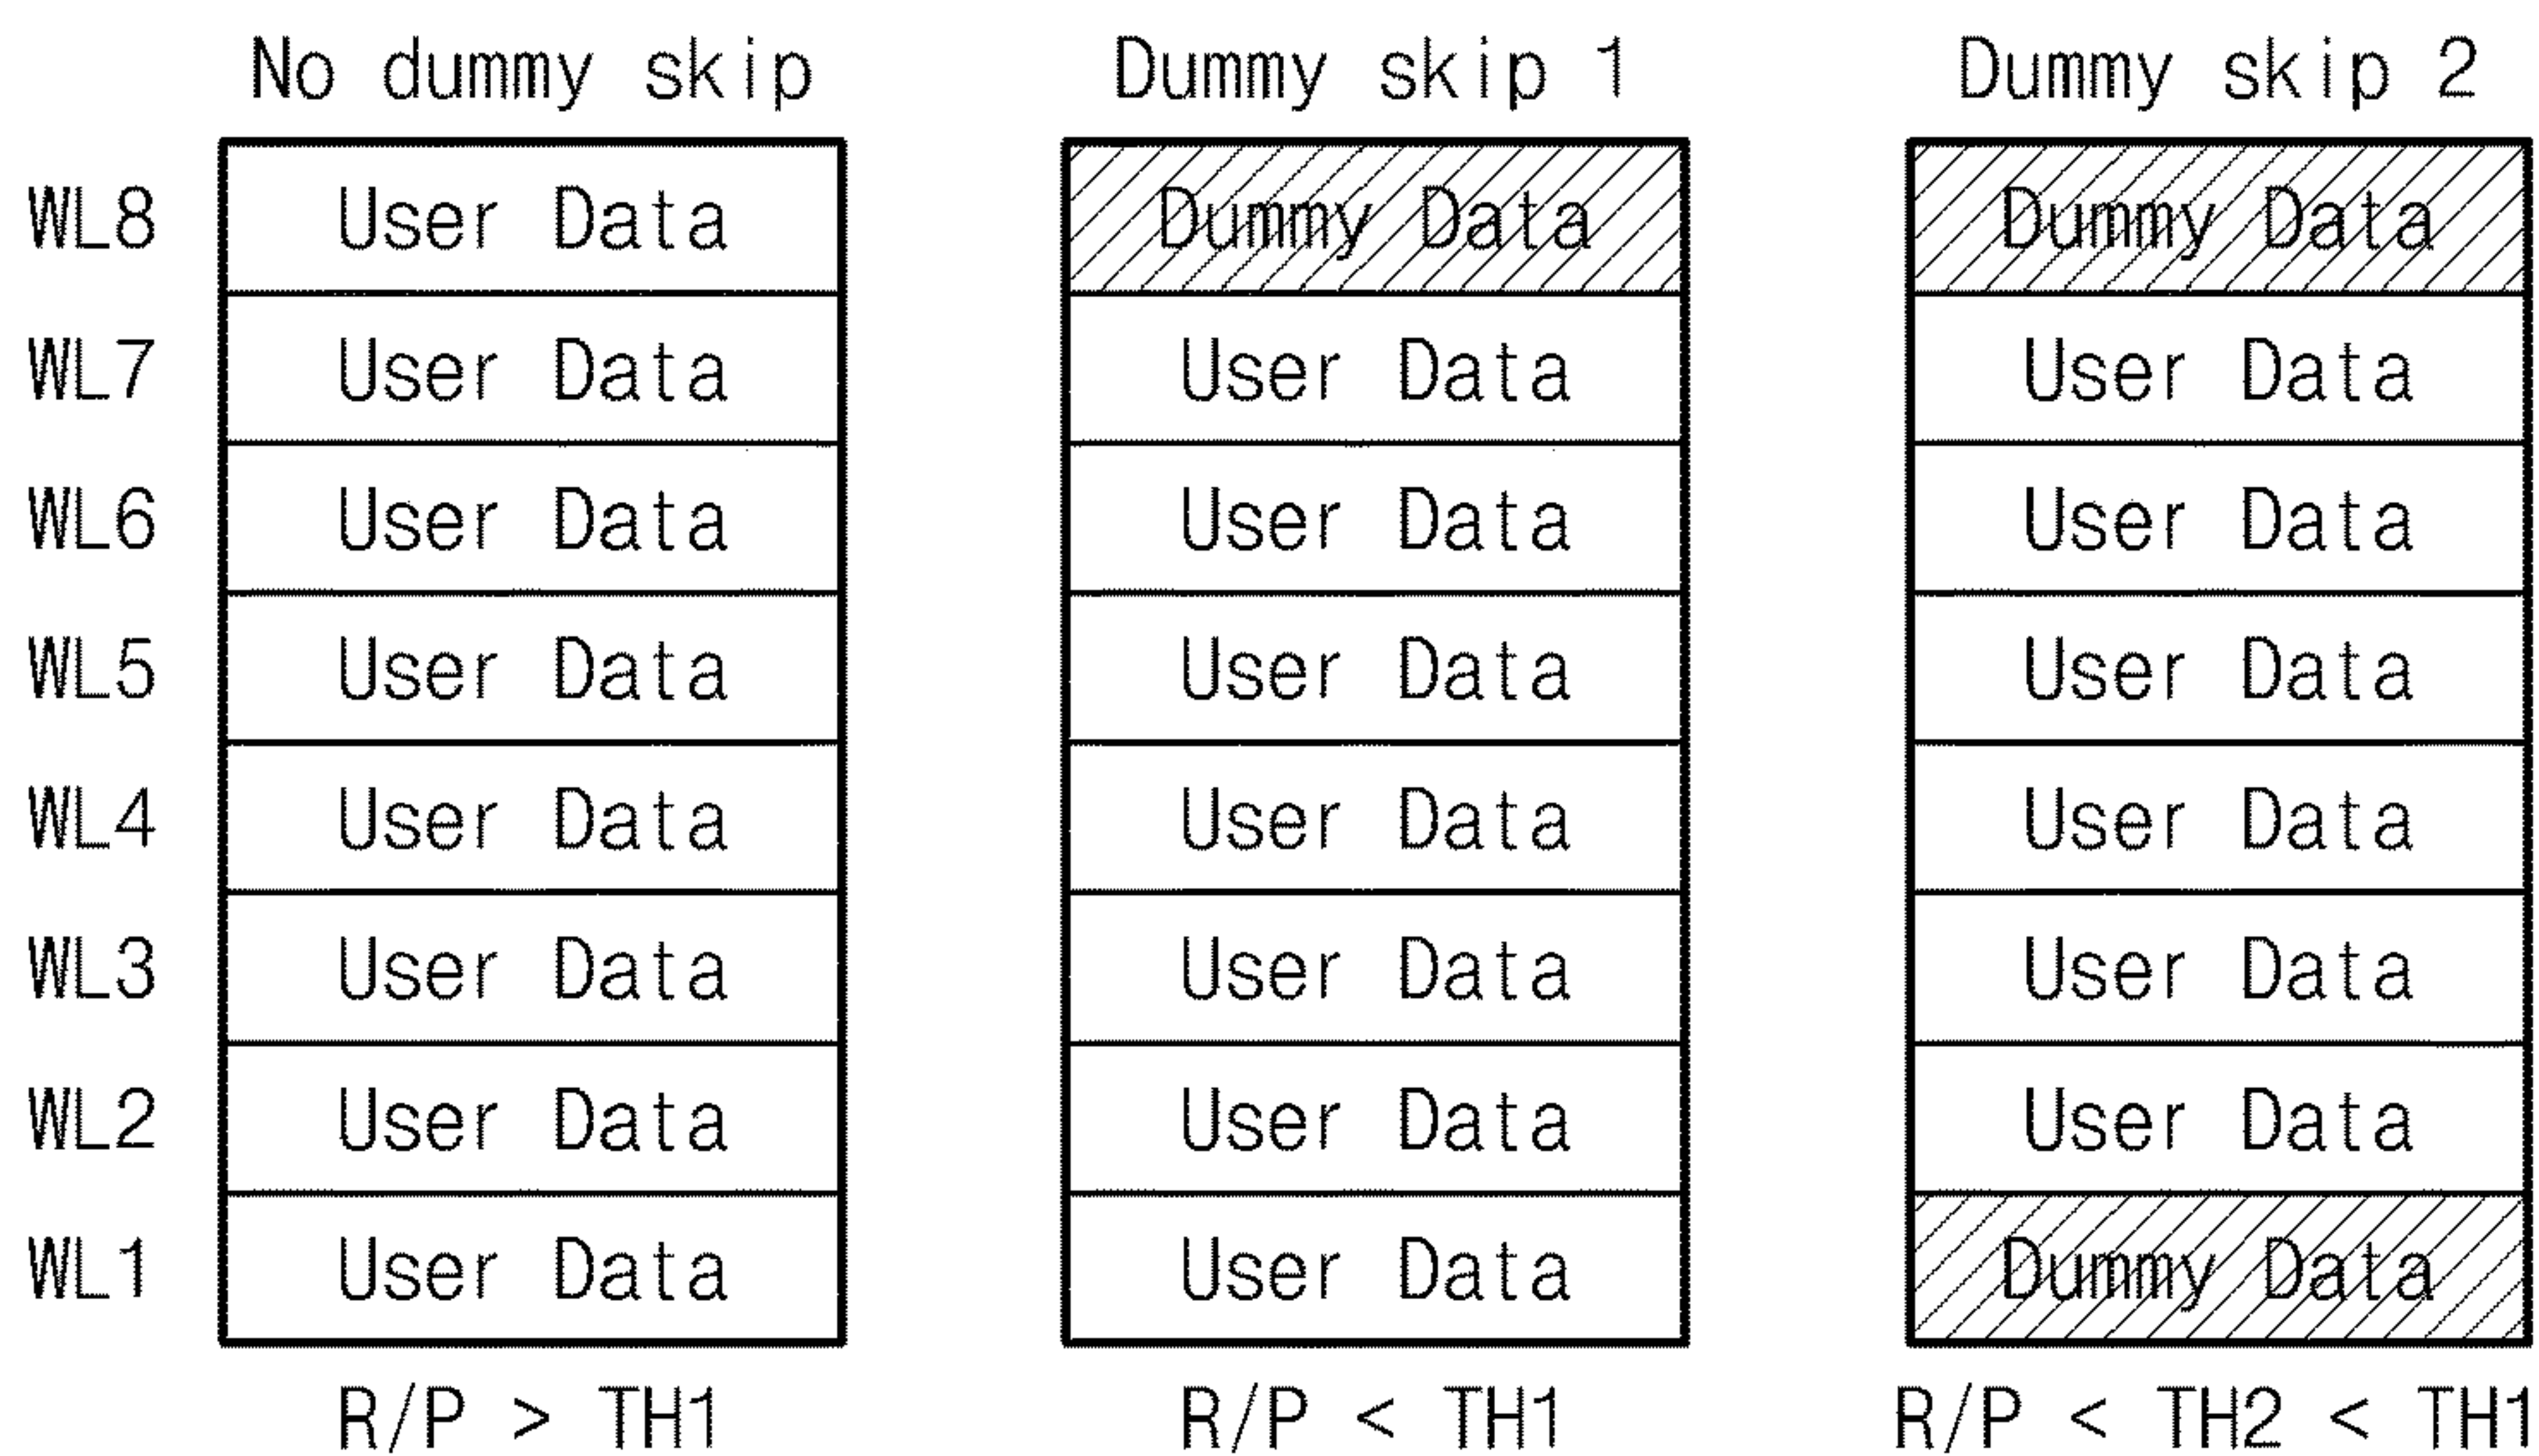 No dummy skip Dummy skip 1 Dummy skip 2
WL8 User Data Dummy Data Dummy Data
WL7 User Data User Data User Data
WL6 User Data User Data User Data
WL5 User Data User Data User Data
WL4 User Data User Data User Data
WL3 User Data User Data User Data
WL2 User Data User Data User Data
WL1 User Data User Data Dummy Data
R/P > TH1 R/P < TH1 R/P < TH2 < TH1